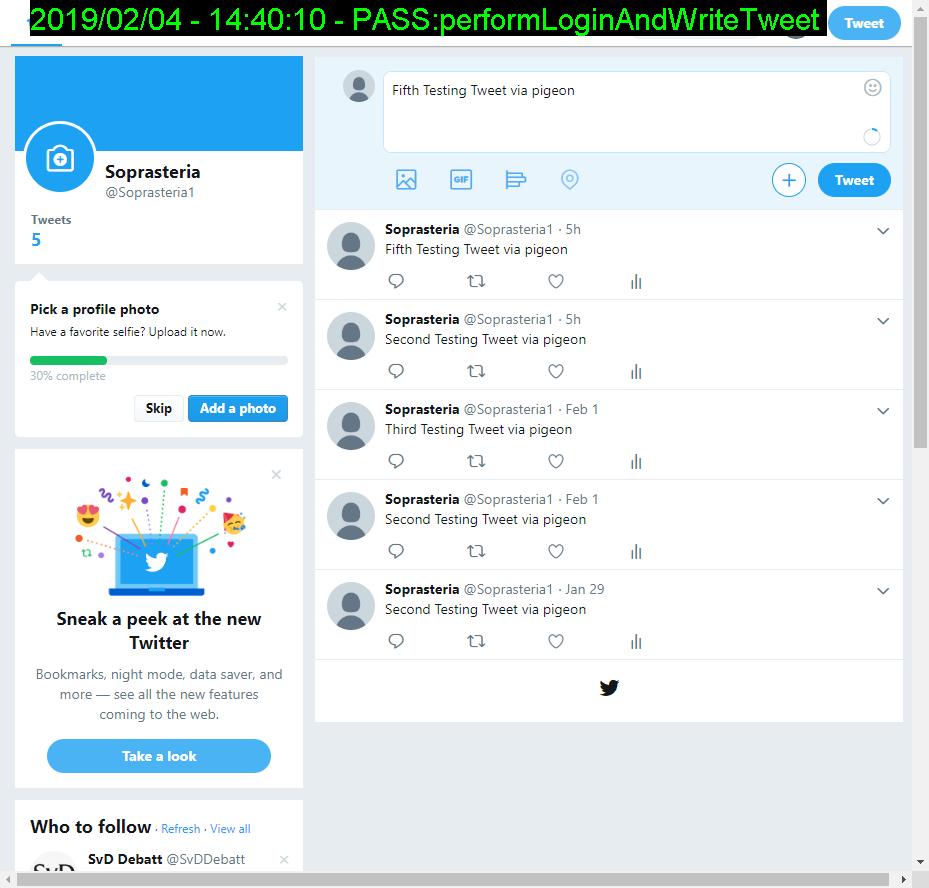 2019/02/04 - 14:40:10 - PASS:performLoginAndWriteTweet
Tweet
Soprasteria
@Soprasteria1
Tweets
5
Pick a profile photo
Have a favorite selfie? Upload it now.
30% complete
Skip
Add a photo
Sneak a peek at the new
Twitter
Bookmarks, night mode, data saver, and
more — see all the new features
coming to the web.
Take a look
Who to follow · Refresh · View all
SvD Debatt @SvDDebatt
SvD
Fifth Testing Tweet via pigeon
GIF
Tweet
Soprasteria @Soprasteria1 · 5h
Fifth Testing Tweet via pigeon
Soprasteria @Soprasteria1 · 5h
Second Testing Tweet via pigeon
Soprasteria @Soprasteria1 · Feb 1
Third Testing Tweet via pigeon
Soprasteria @Soprasteria1 · Feb 1
Second Testing Tweet via pigeon
Soprasteria @Soprasteria1 · Jan 29
Second Testing Tweet via pigeon